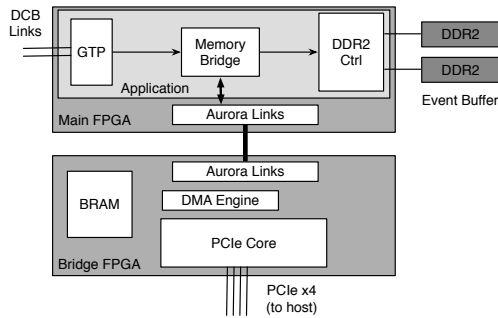 DCB
Links
GTP
Memory
Bridge
DDR2
Ctrl
DDR2
DDR2
Event Buffer
Application
Aurora Links
Main FPGA
Aurora Links
BRAM
DMA Engine
PCIe Core
Bridge FPGA
PCIe x4
(to host)